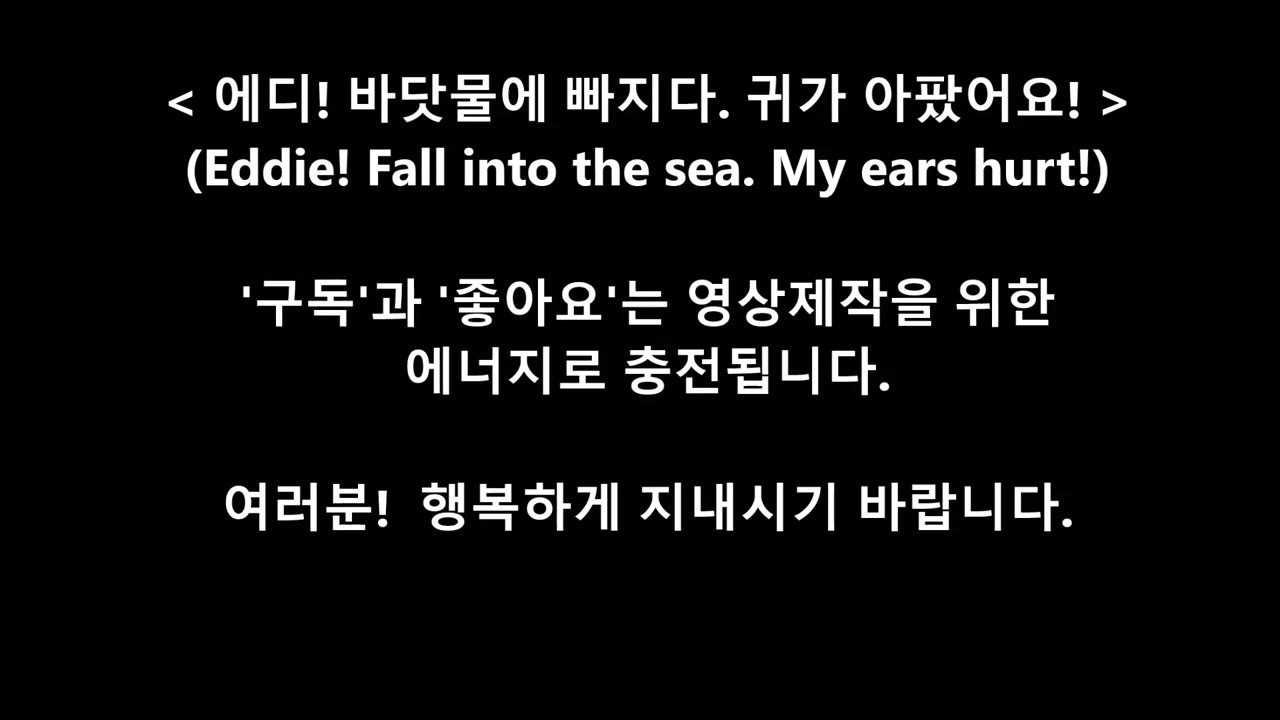 < 에디! 바닷물에 빠지다. 귀가 아팠어요! >
(Eddie! Fall into the sea. My ears hurt!)
'구독'과 '좋아요'는 영상제작을 위한
에너지로 충전됩니다.
여러분! 행복하게 지내시기 바랍니다.